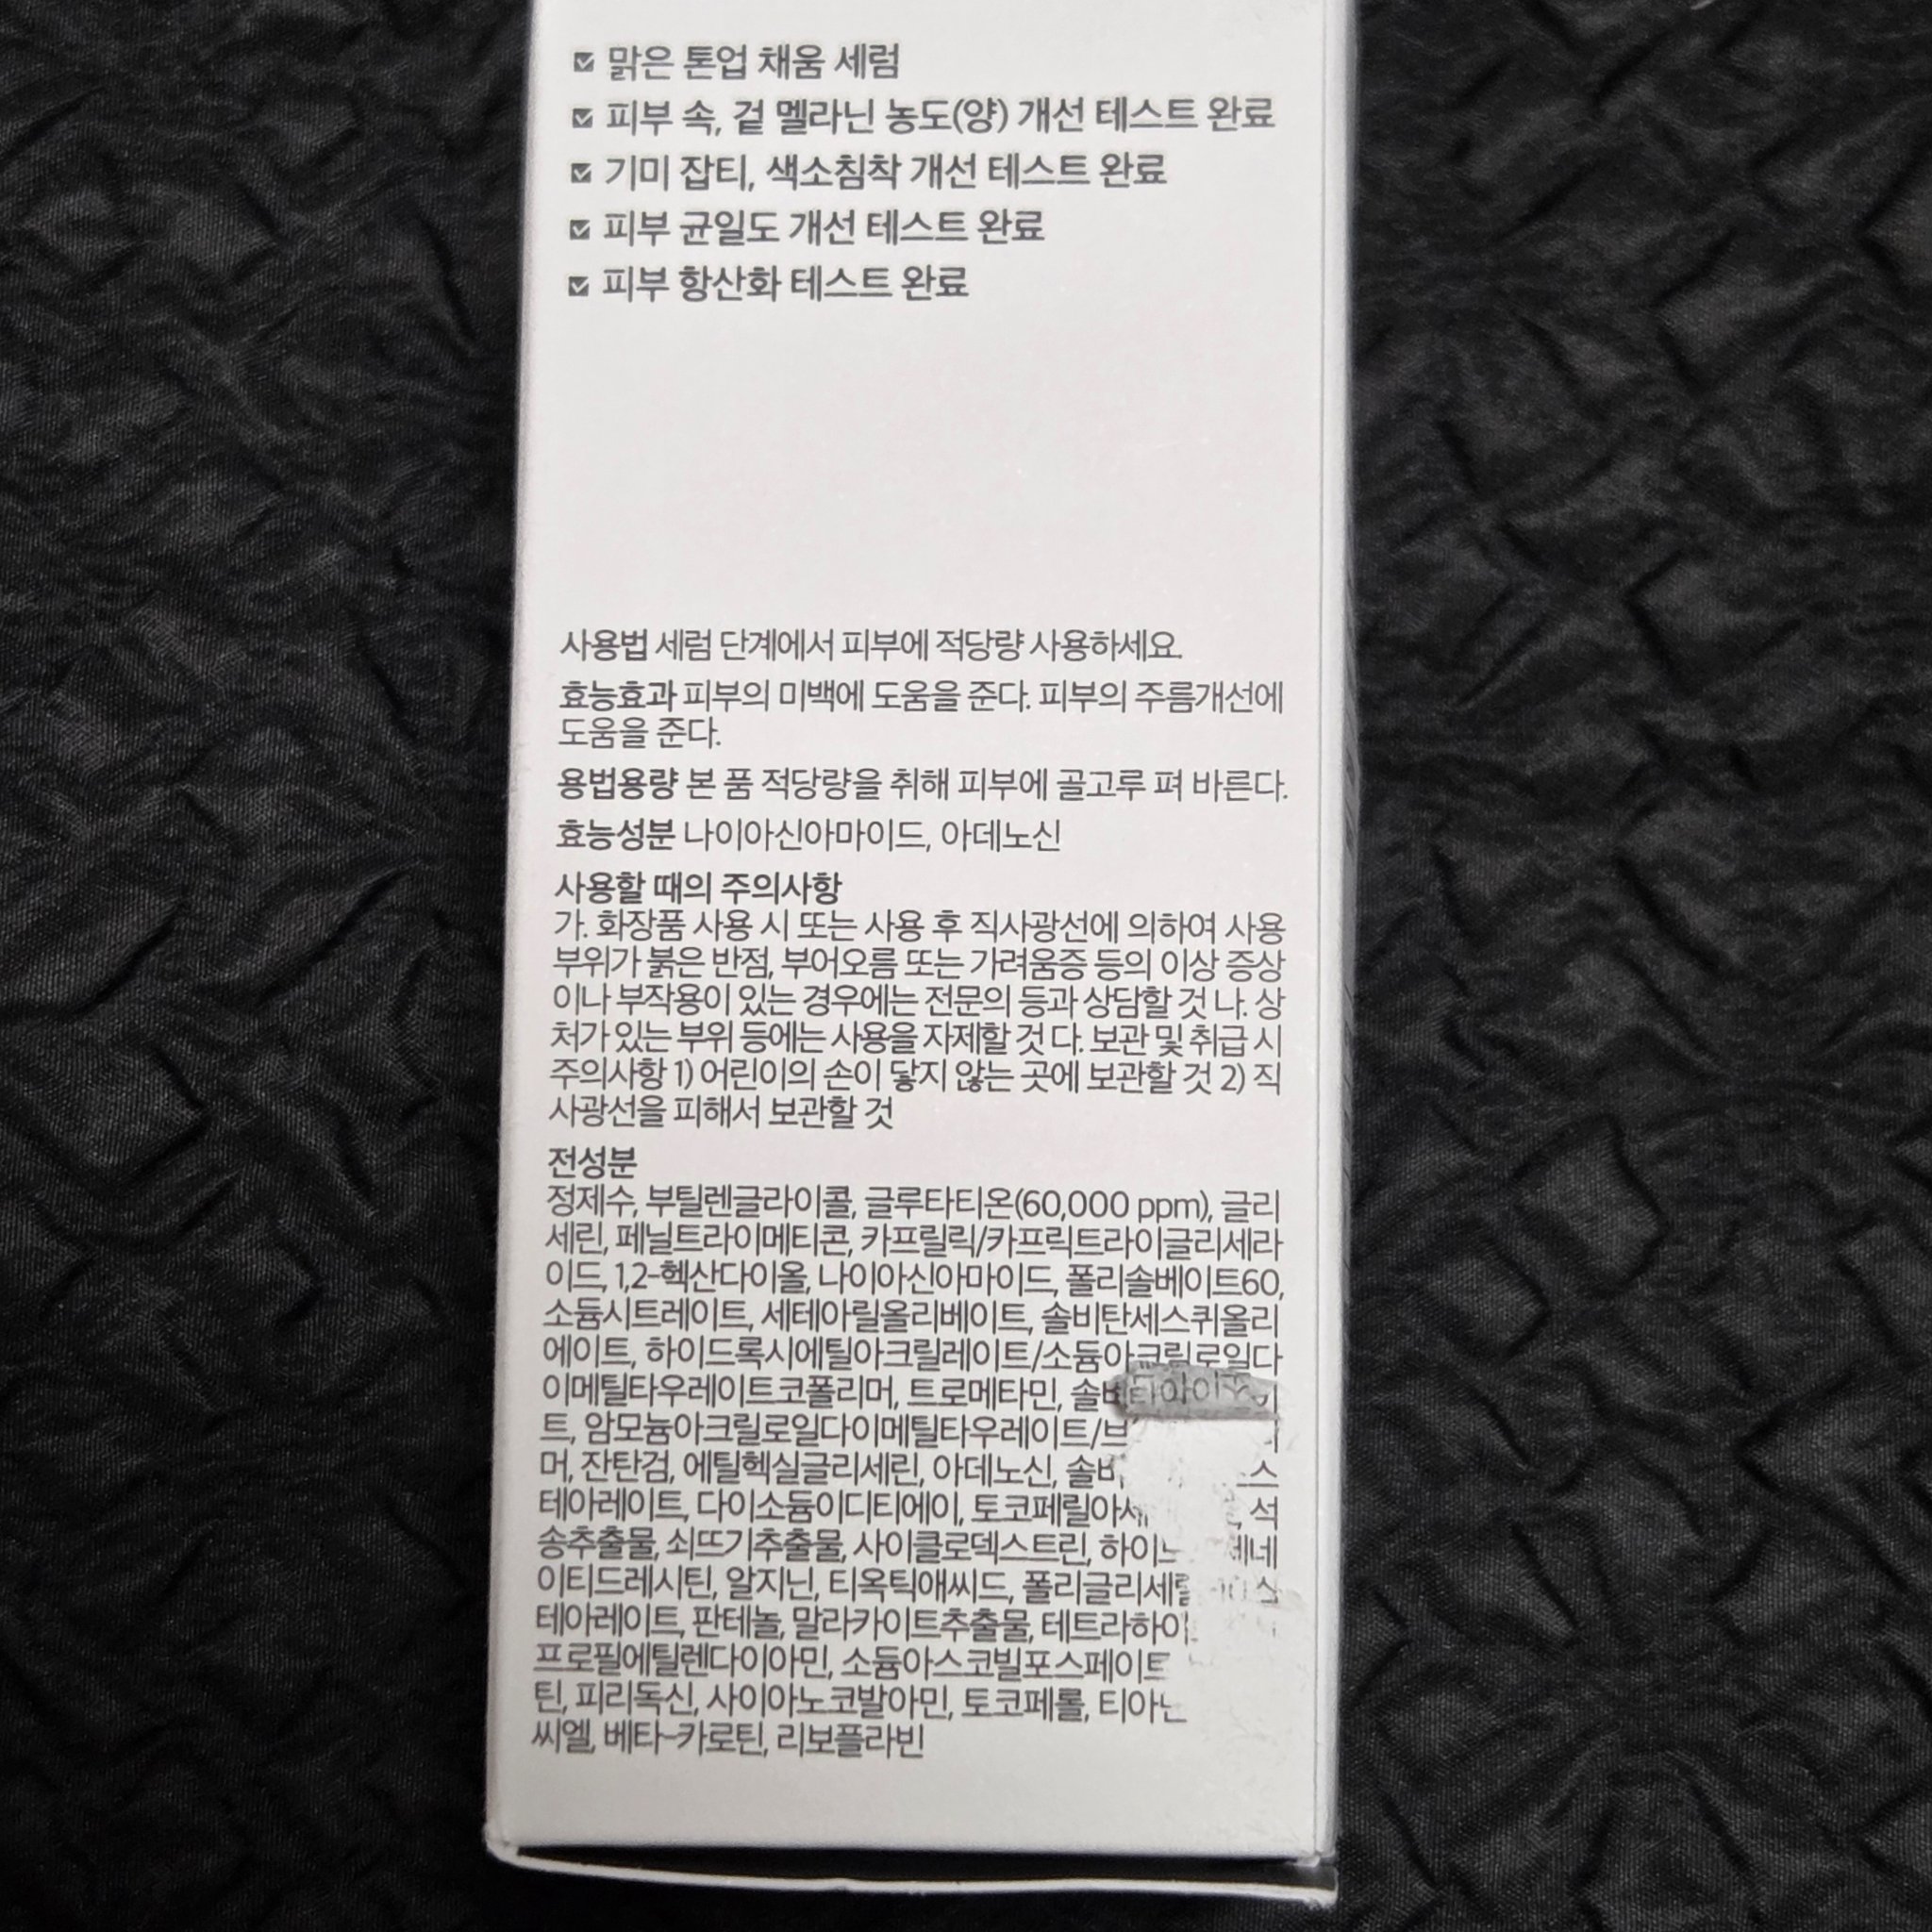 맑은 톤업 채움 세럼
피부 속, 겉 멜라닌 농도(양) 개선 테스트 완료
기미 잡티, 색소침착 개선 테스트 완료
피부 균일도 개선 테스트 완료
피부 항산화 테스트 완료
사용법 세럼 단계에서 피부에 적당량 사용하세요.
효능효과 피부의 미백에 도움을 준다. 피부의 주름개선에
도움을 준다.
용법용량 본 품 적당량을 취해 피부에 골고루 펴 바른다.
효능성분 나이아신아마이드, 아데노신
사용할 때의 주의사항
가. 화장품 사용 시 또는 사용 후 직사광선에 의하여 사용
부위가 붉은 반점, 부어오름 또는 가려움증 등의 이상 증상
이나 부작용이 있는 경우에는 전문의 등과 상담할 것 나. 상
처가 있는 부위 등에는 사용을 자제할 것 다. 보관 및 취급 시
주의사항 1) 어린이의 손이 닿지 않는 곳에 보관할 것 2) 직
사광선을 피해서 보관할 것
전성분
정제수, 부틸렌글라이콜, 글루타티온(60,000 ppm), 글리
세린, 페닐트라이메티콘, 카프릴릭/카프릭트라이글리세라
이드, 1,2-헥산다이올, 나이아신아마이드, 폴리솔베이트60,
소듐시트레이트, 세테아릴올리베이트, 솔비탄세스퀴올리
에이트, 하이드록시에틸아크릴레이트/소듐아크릴로일다
이메틸타우레이트코폴리머, 트로메타민,
트, 암모늄아크릴로일다이메틸타우레이트/
머, 잔탄검, 에틸헥실글리세린, 아데노신, 스
테아레이트, 다이소듐이디티에이, 석
송추출물, 쇠뜨기추출물, 사이클로덱스트린,
이티드레시틴, 알지닌, 티옥틱애씨드,
테아레이트, 판테놀, 말라카이트추출물,
프로필에틸렌다이아민, 소듐아스코빌포스페이트
틴, 피리독신, 사이아노코발아민, 토코페롤,
씨엘, 베타-카로틴, 리보플라빈